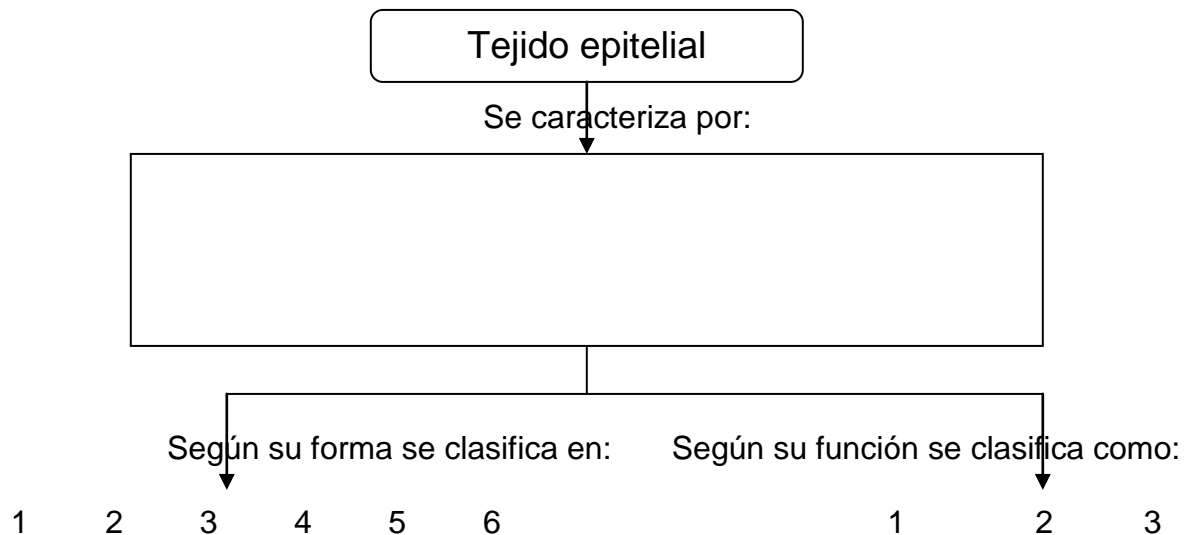 Tejido epitelial
Se caracteriza por:
Según su forma se clasifica en: Según su función se clasifica como:
1 2 3 4 5 6 1 2 3